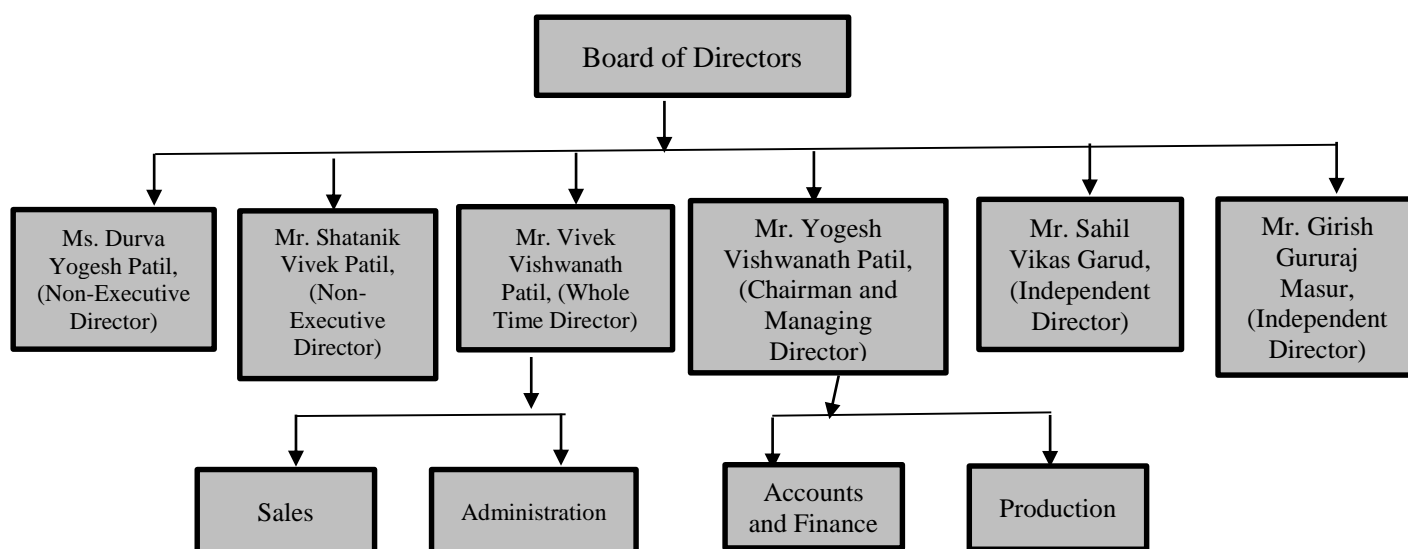 Board of Directors
Ms. Durva
Yogesh Patil,
(Non-Executive
Director)
Mr. Shatanik
Vivek Patil,
(Non-
Executive
Director)
Mr. Vivek
Vishwanath
Patil, (Whole
Time Director)
Mr. Yogesh
Vishwanath Patil,
(Chairman and
Managing
Director)
Mr. Sahil
Vikas Garud,
(Independent
Director)
Mr. Girish
Gururaj
Masur,
(Independent
Director)
Sales
Administration
Accounts
and Finance
Production